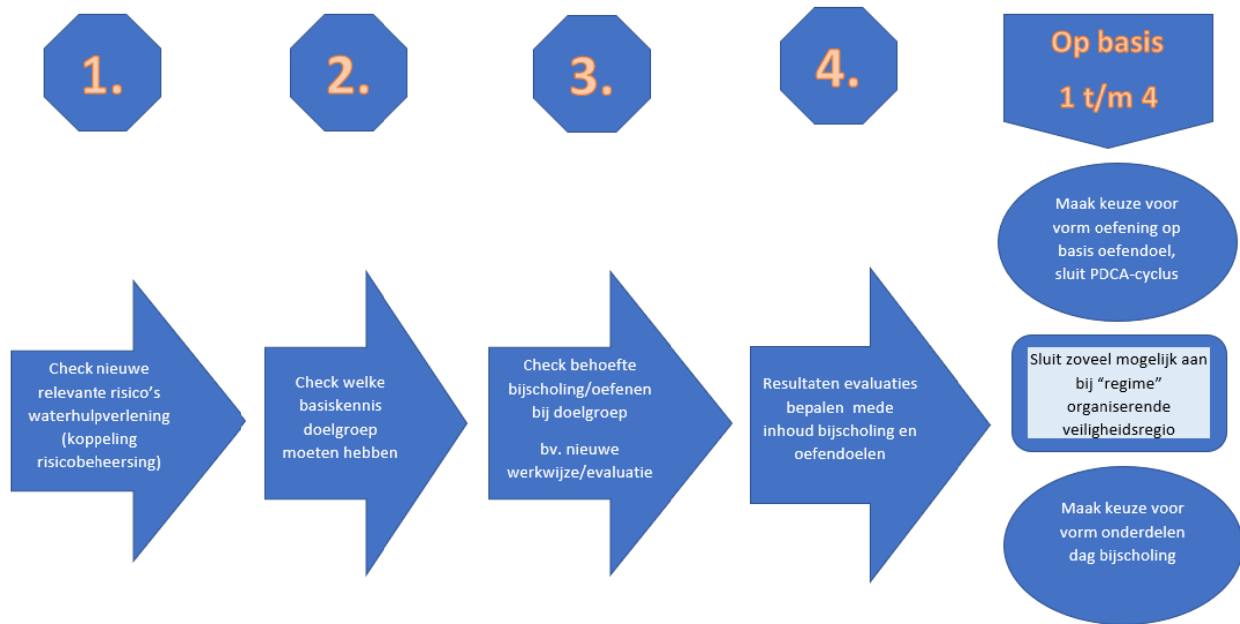 1.
2.
3.
4.
Op basis
1 t/m 4
Check nieuwe
relevante risico's
waterhulpverlening
(koppeling
risicobeheersing)
Check welke
basiskennis
doelgroep
moeten hebben
Check behoefte
bijscholing/oefenen
bij doelgroep
bv. nieuwe
werkwijze/evaluatie
Resultaten evaluaties
bepalen mede
inhoud bijscholing en
oefendoelen
Maak keuze voor
vorm oefening op
basis oefendoel,
sluit PDCA-cyclus
Sluit zoveel mogelijk aan
bij “regime”
organiserende
veiligheidsregio
Maak keuze voor
vorm onderdelen
dag bijscholing